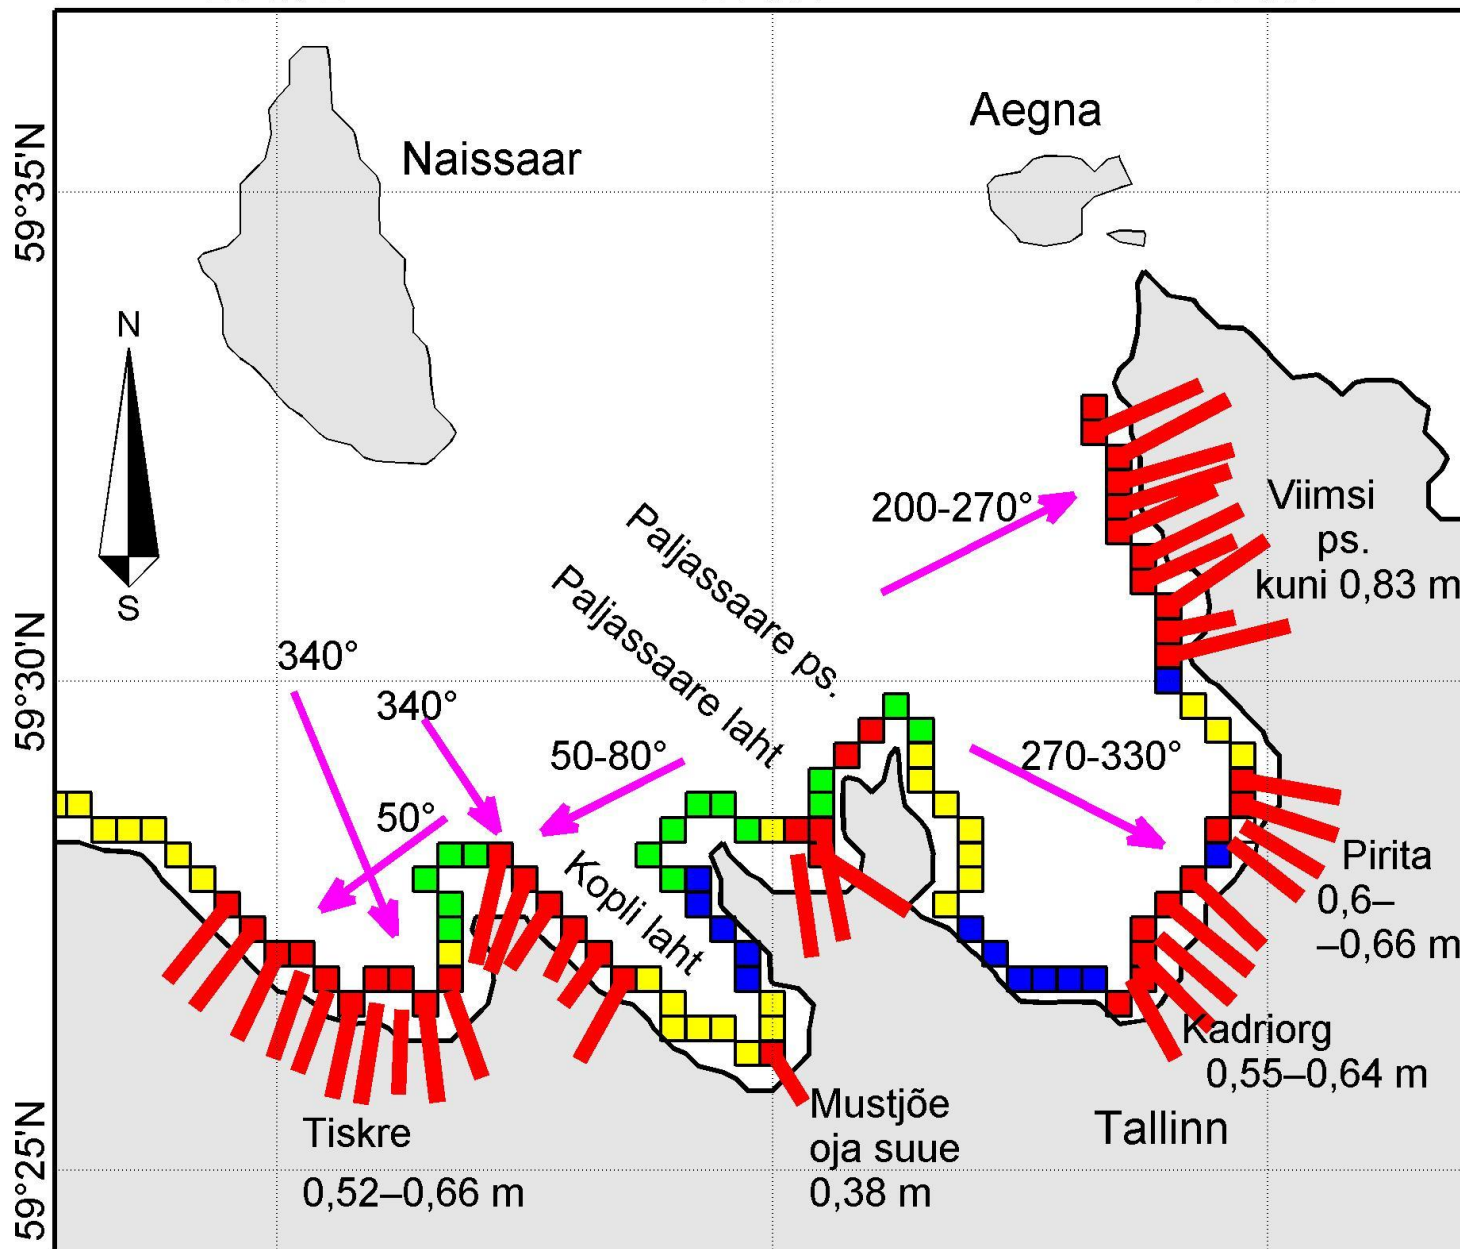 Aegna
Naissaar
59°35'N
N
S
200-270°
Viimsi
ps.
kuni 0,83 m
Paljassaare ps.
Paljassaare laht
59°30'N
340°
340°
50-80°
270-330°
50°
Kopli laht
Pirita
0,6–
–0,66 m
Kadriorg
0,55–0,64 m
Mustjõe
oja suue
0,38 m
Tallinn
Tiskre
0,52–0,66 m
59°25'N